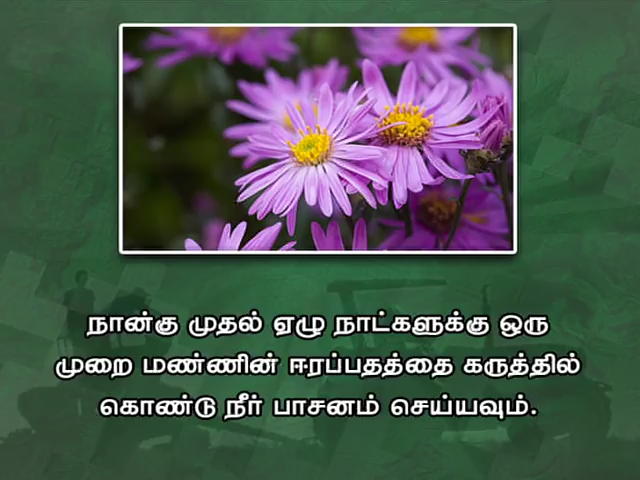 நான்கு முதல் ஏழு நாட்களுக்கு ஒரு
முறை மண்ணின் ஈரப்பதத்தை கருத்தில்
கொண்டு நீர் பாசனம் செய்யவும்.